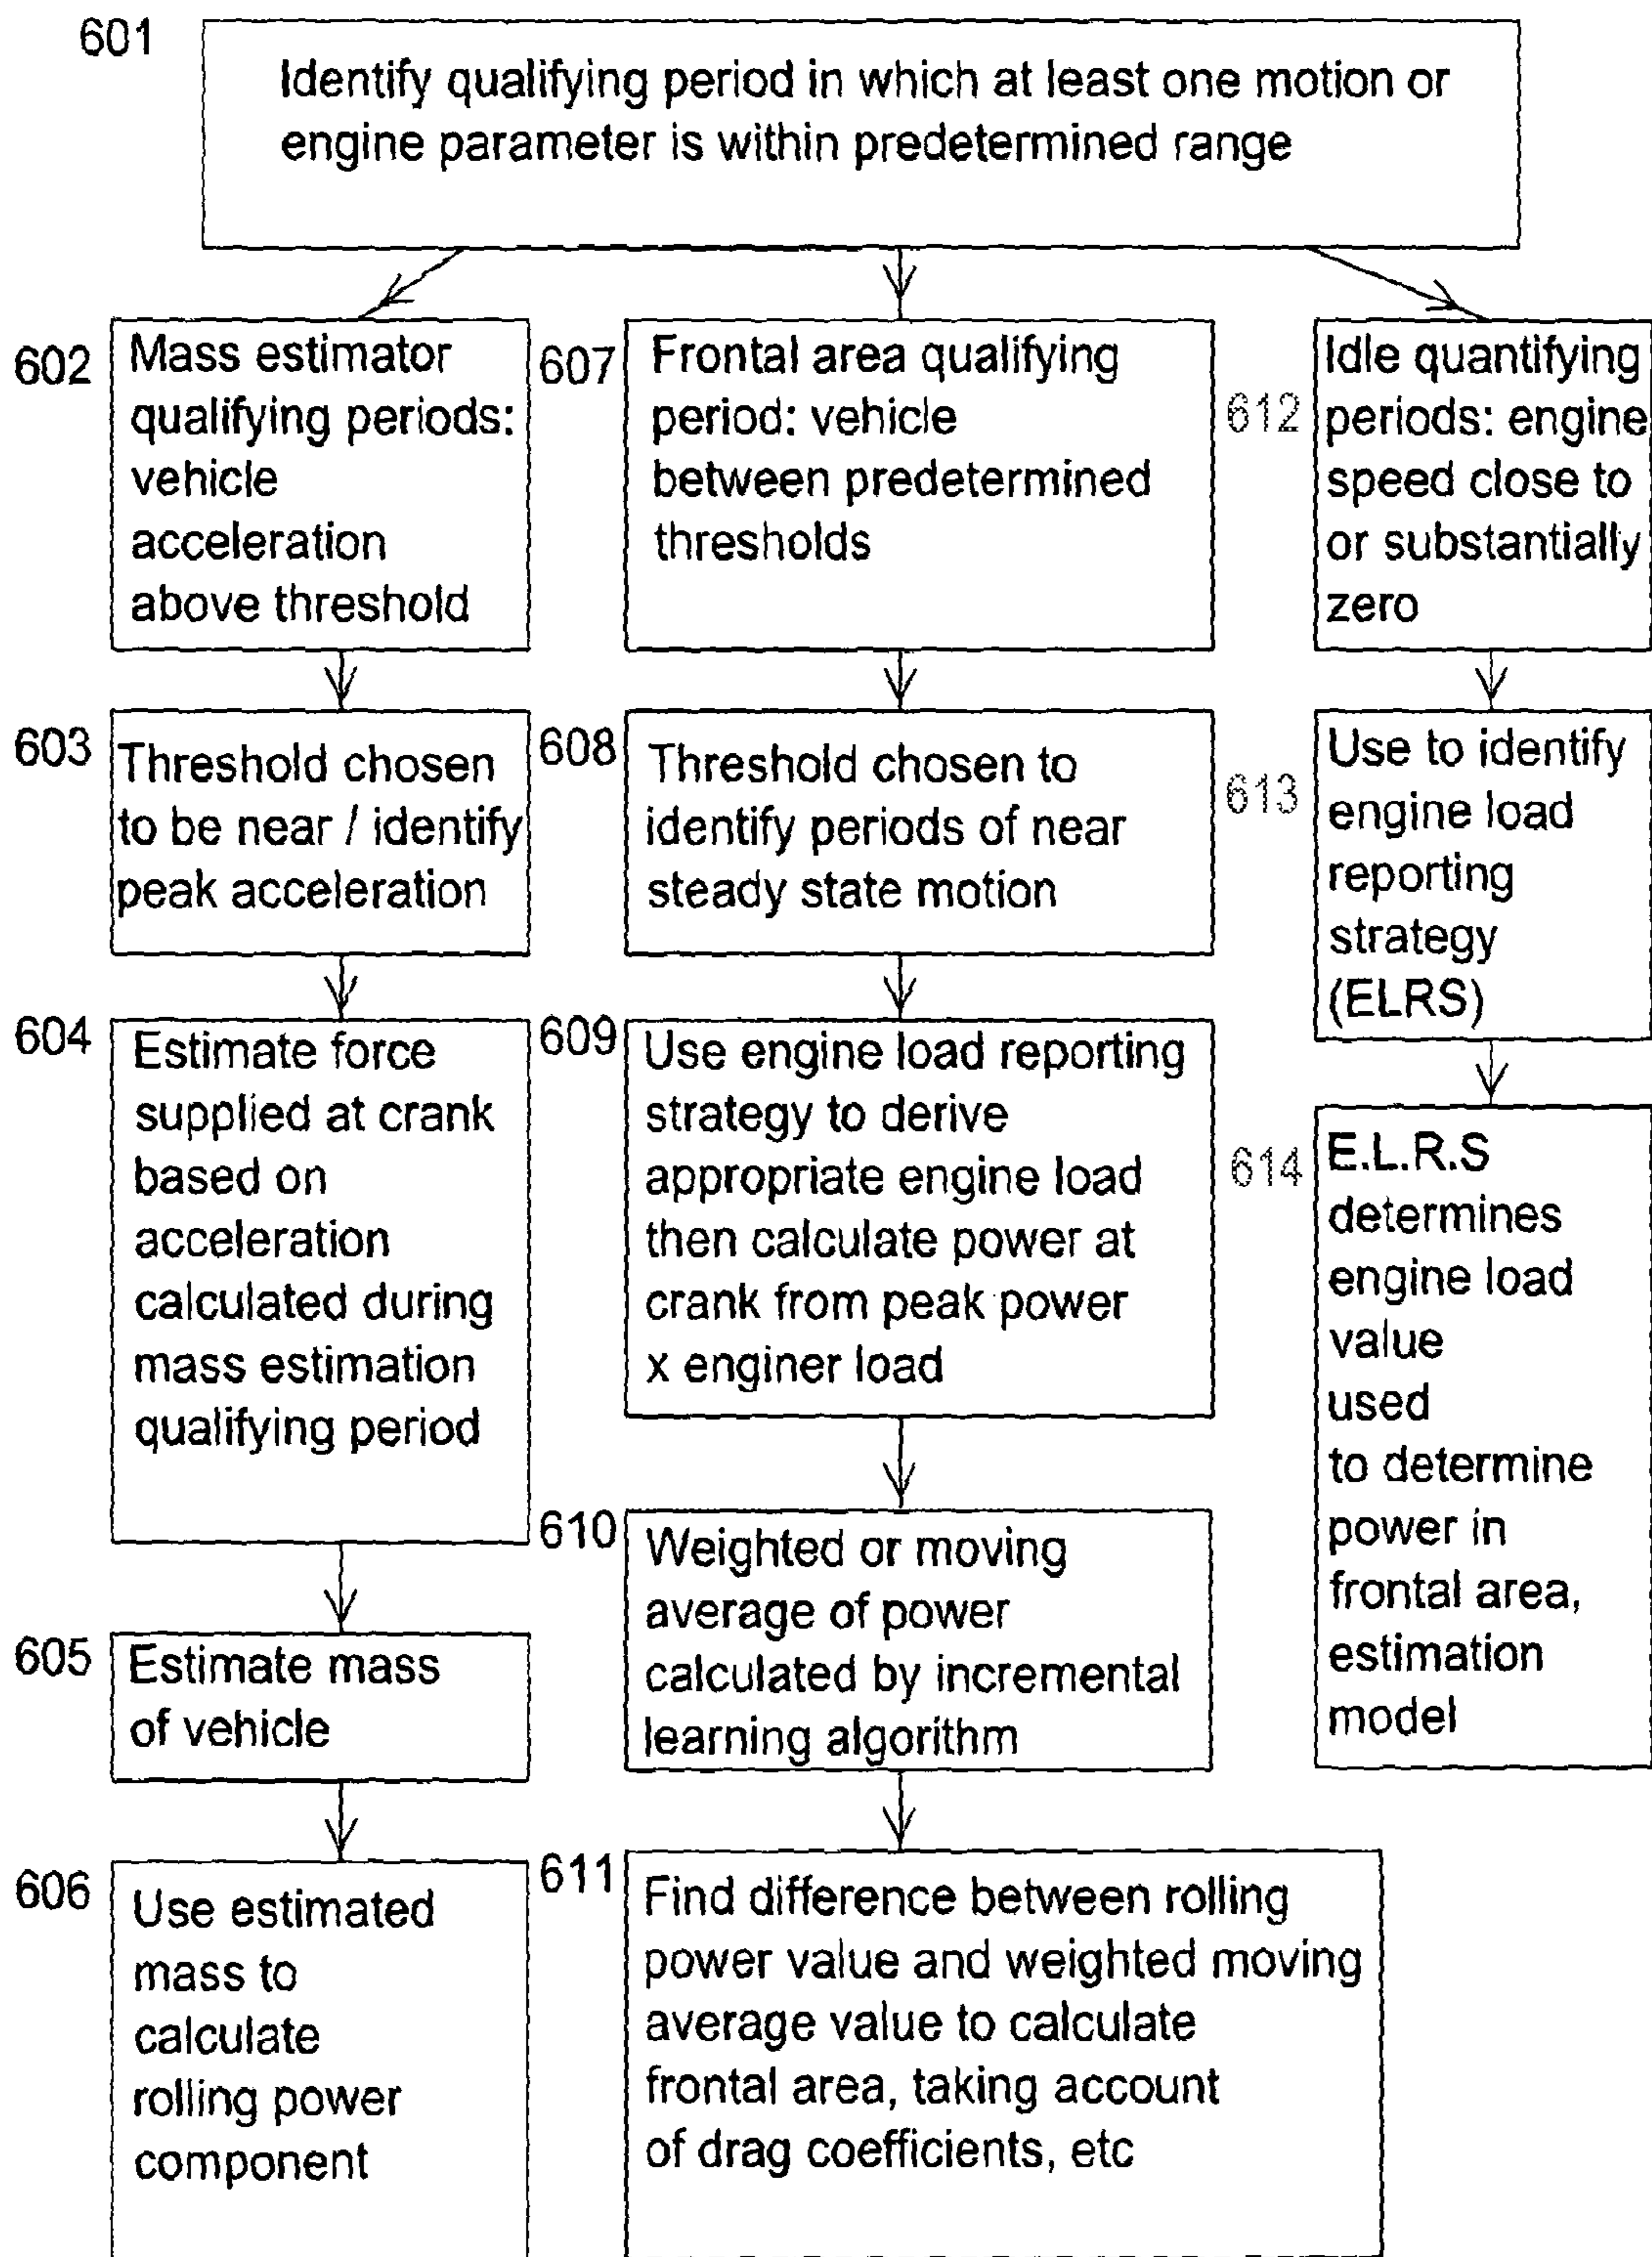 601
Identify qualifying period in which at least one motion or
engine parameter is within predetermined range
602
Mass estimator
qualifying periods:
vehicle
acceleration
above threshold
603
Threshold chosen
to be near / identify
peak acceleration
604
Estimate force
supplied at crank
based on
acceleration
calculated during
mass estimation
qualifying period
605
Estimate mass
of vehicle
606
Use estimated
mass to
calculate
rolling power
component
607
Frontal area qualifying
period: vehicle
between predetermined
thresholds
608
Threshold chosen to
identify periods of near
steady state motion
609
Use engine load reporting
strategy to derive
appropriate engine load
then calculate power at
crank from peak power
x enginer load
610
Weighted or moving
average of power
calculated by incremental
learning algorithm
611
Find difference between rolling
power value and weighted moving
average value to calculate
frontal area, taking account
of drag coefficients, etc
612
Idle quantifying
periods: engine
speed close to
or substantially
zero
613
Use to identify
engine load
reporting
strategy
(ELRS)
614
E.L.R.S
determines
engine load
value
used
to determine
power in
frontal area,
estimation
model